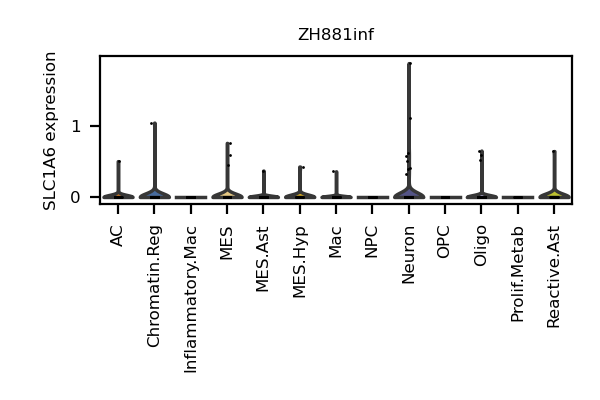 ZH881inf
SLC1A6 expression
1
0
AC
Chromatin.Reg
Inflammatory.Mac
MES
MES.Ast
MES.Hyp
Mac
NPC
Neuron
OPC
Oligo
Prolif.Metab
Reactive.Ast